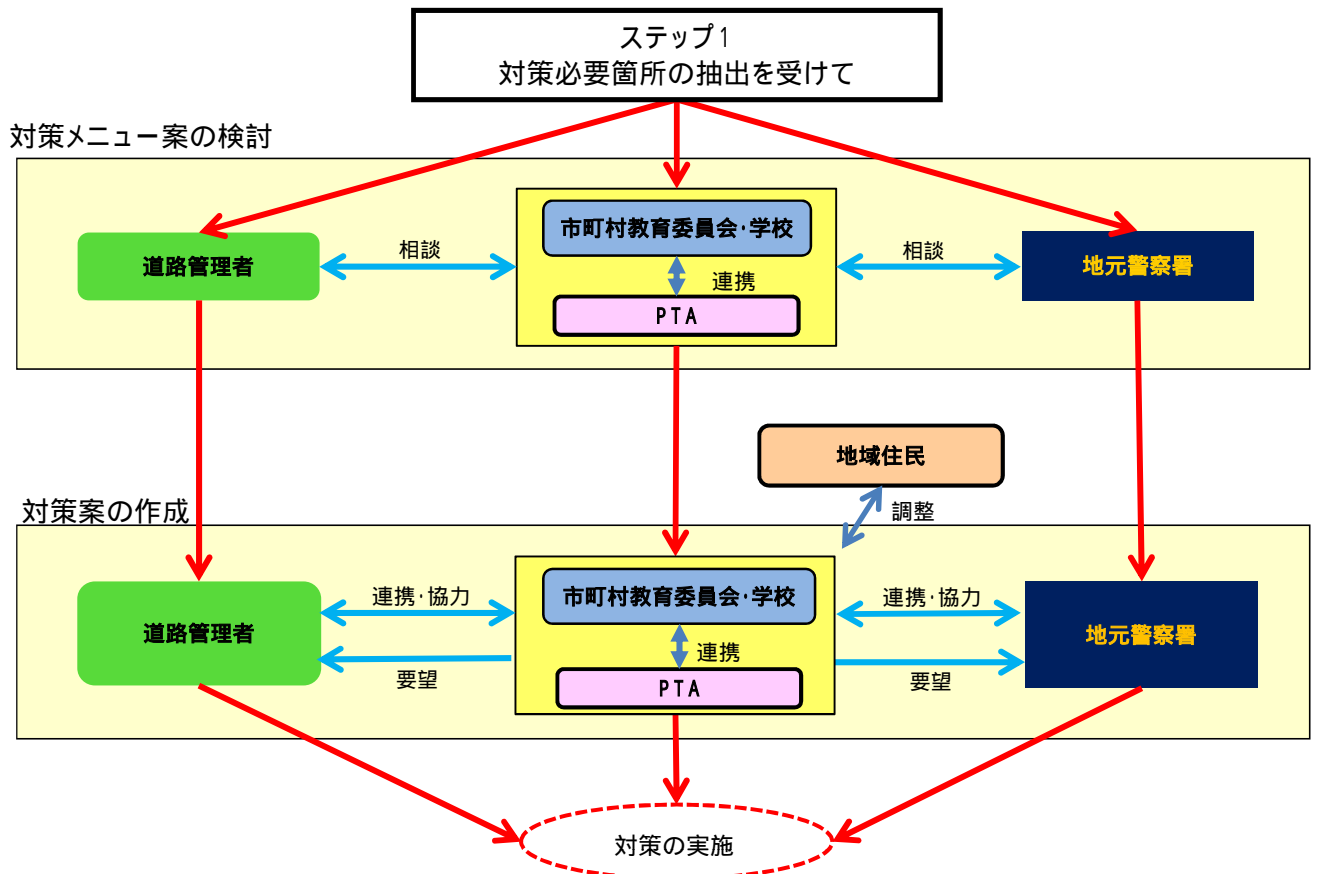 ステップ1
対策必要箇所の抽出を受けて
対策メニュー案の検討
市町村教育委員会･学校
道路管理者
相談
相談
地元警察署
連携
PTA
地域住民
調整
対策案の作成
市町村教育委員会･学校
連携･協力
連携･協力
道路管理者
地元警察署
連携
要望
要望
PTA
対策の実施